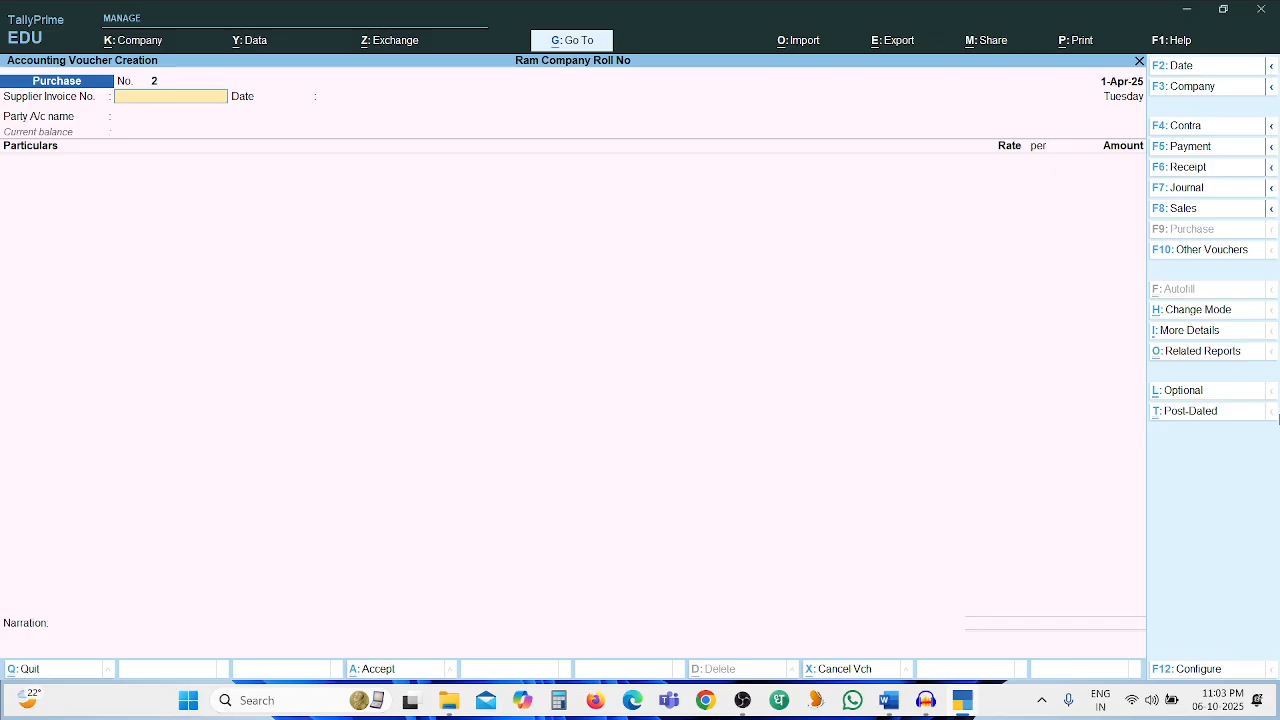 TallyPrime
EDU
MANAGE
K: Company
Y: Data
Z: Exchange
G: Go To
O: Import
E: Export
M: Share
P: Print
F1: Help
Accounting Voucher Creation
Ram Company Roll No
Purchase No. 2
1-Apr-25
Supplier Invoice No. : Date :
Tuesday
Party A/c name :
Current balance :
Particulars
Rate per
Amount
F2: Date
F3: Company
F4: Contra
F5: Payment
F6: Receipt
F7: Journal
F8: Sales
F9: Purchase
F10: Other Vouchers
F: Autofill
H: Change Mode
I: More Details
O: Related Reports
L: Optional
T: Post-Dated
Narration:
Q: Quit
A: Accept
D: Delete
X: Cancel Vch
F12: Configure
22°
Search
ENG
IN
11:03 PM
06-10-2025